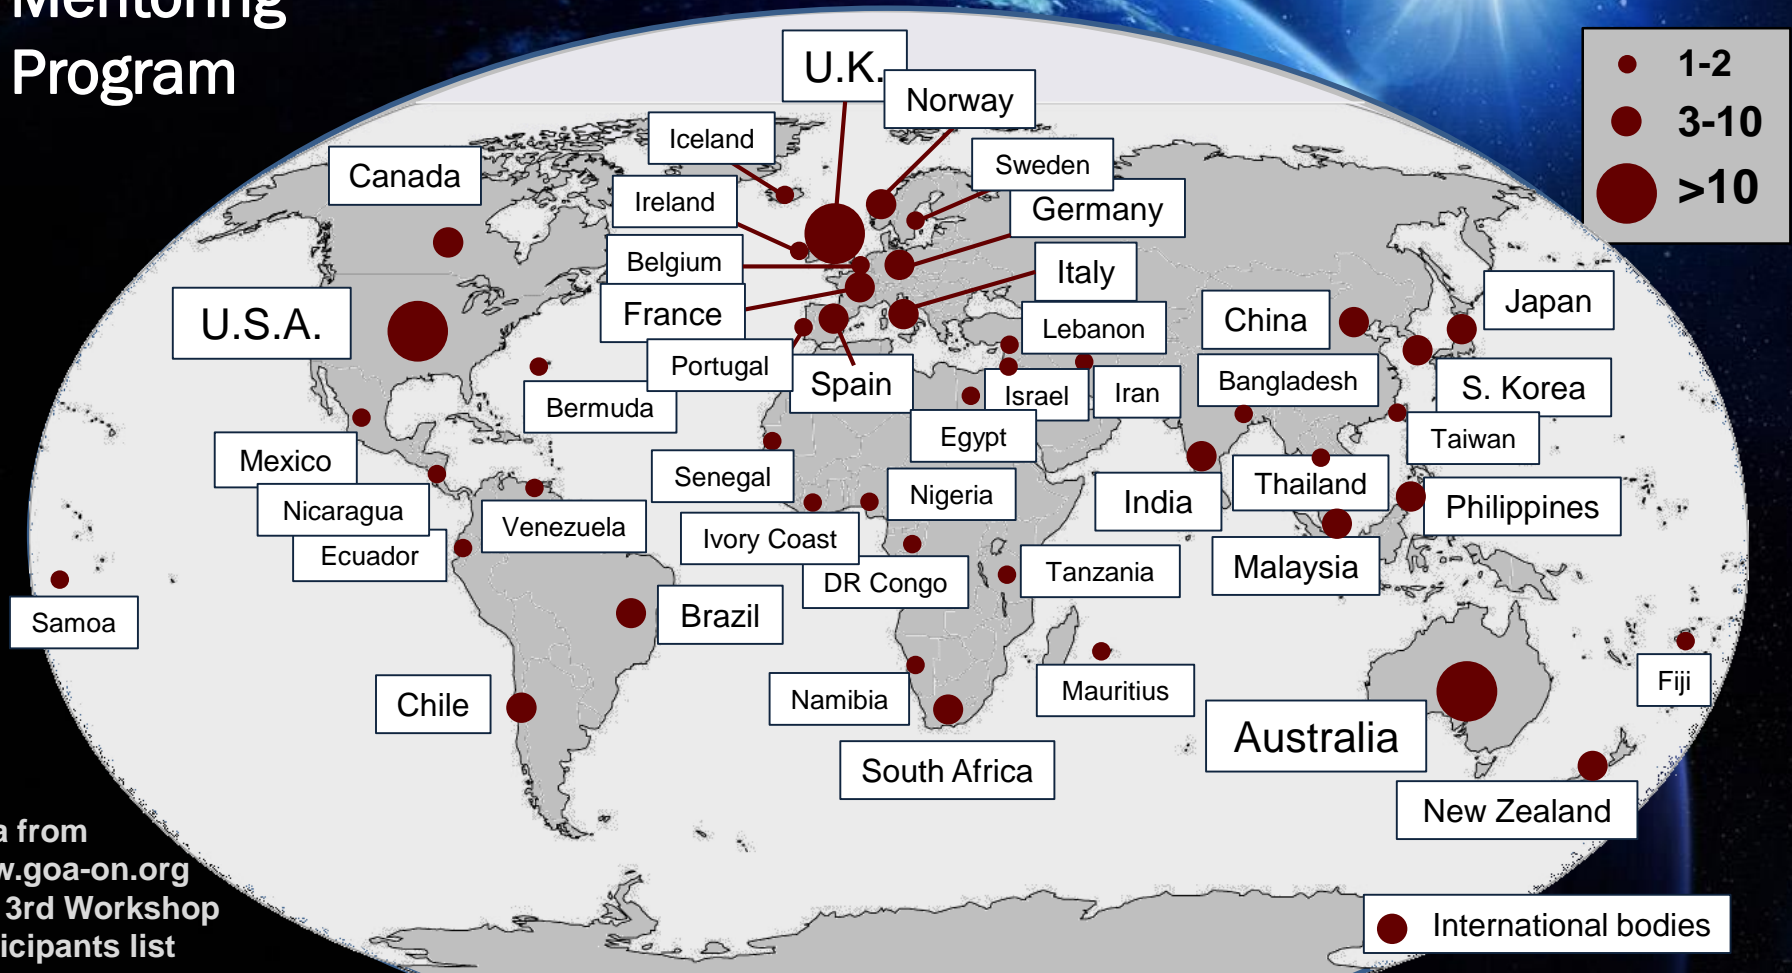 Mentoring
Program
U.K.
1-2
Norway
3-10
Iceland
Sweden
Canada
>10
Ireland
Germany
Belgium
Italy
France
Japan
U.S.A.
China
Lebanon
Portugal
Spain
Bangladesh
S. Korea
Israel
Iran
Bermuda
Egypt
Taiwan
Mexico
Senegal
Thailand
Nigeria
India
Philippines
Nicaragua
Venezuela
Ivory Coast
Ecuador
DR Congo
Tanzania
Malaysia
Samoa
Brazil
Mauritius
Fiji
Chile
Namibia
Australia
South Africa
New Zealand
from
.goa-on.org
3rd Workshop
list
International bodies